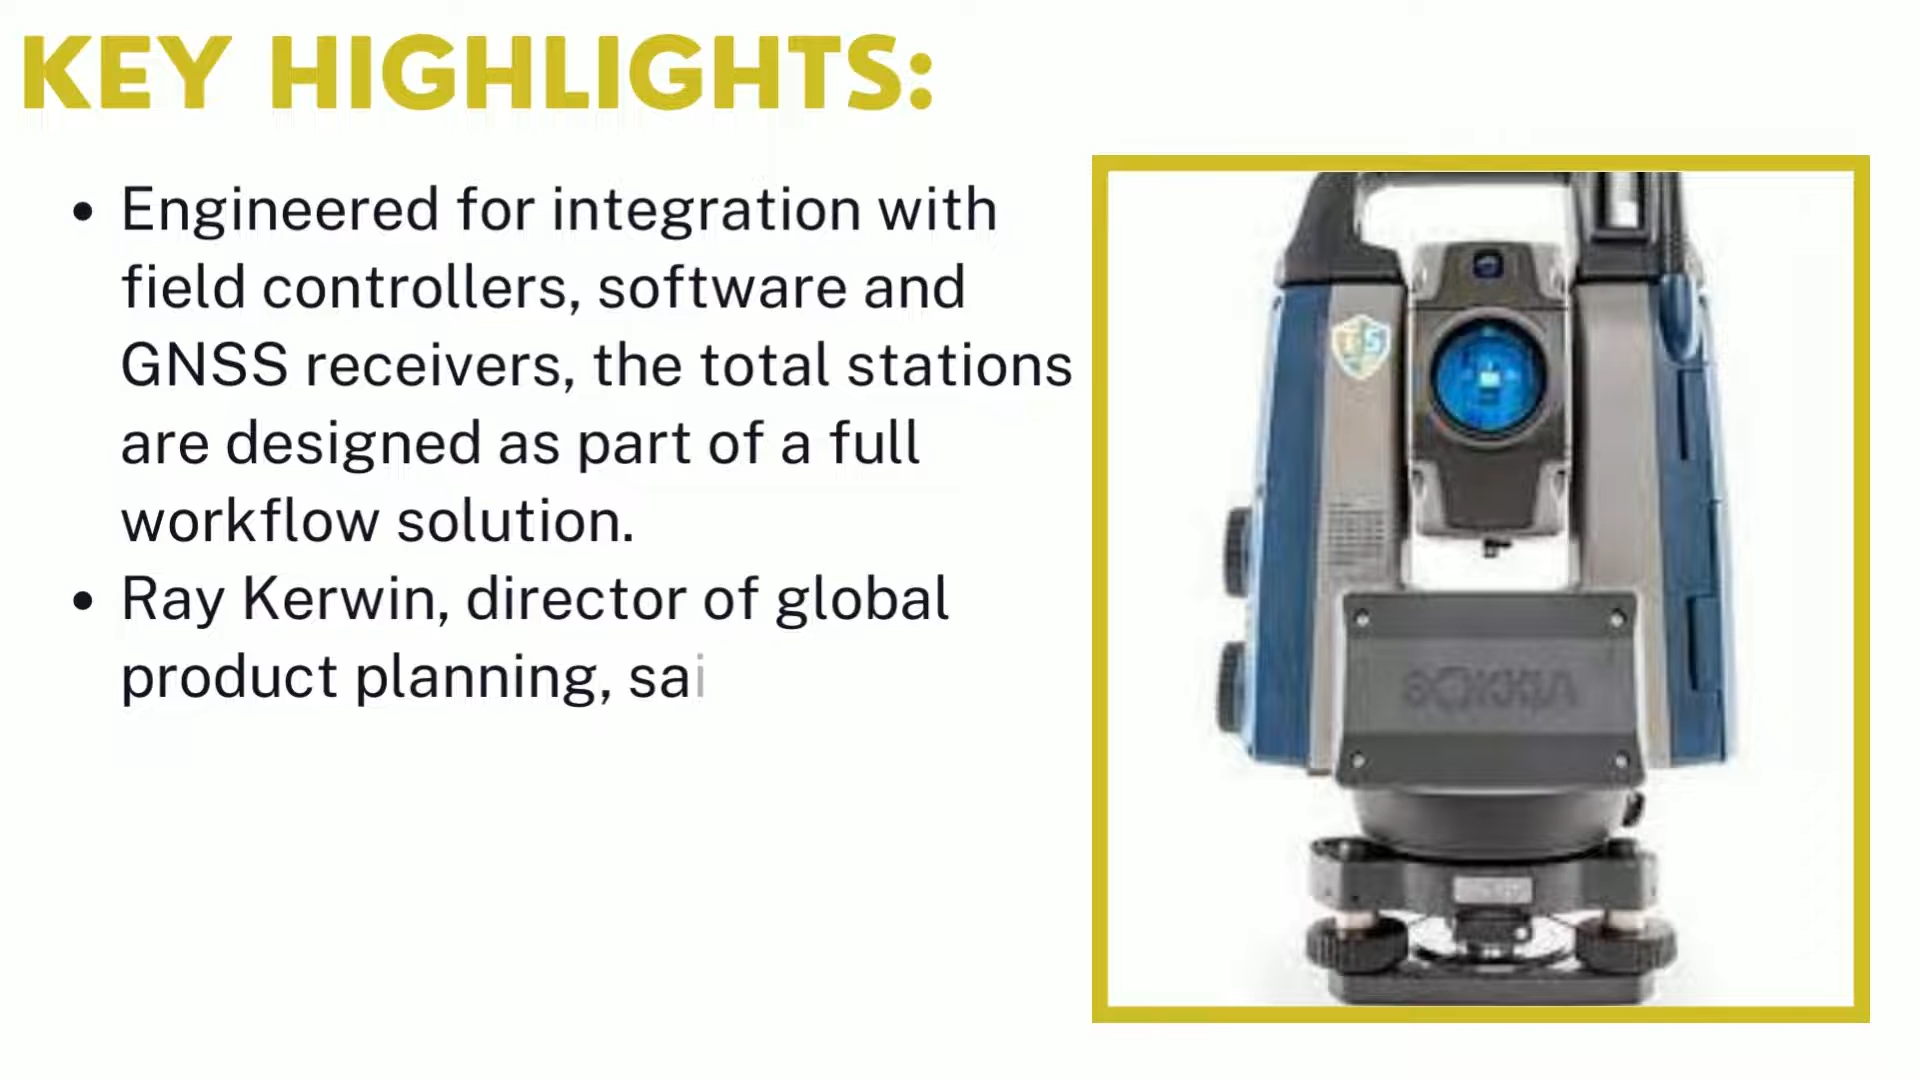 KEY HIGHLIGHTS:
• Engineered for integration with
field controllers, software and
GNSS receivers, the total stations
are designed as part of a full
workflow solution.
• Ray Kerwin, director of global
product planning, sai
SOKKIA